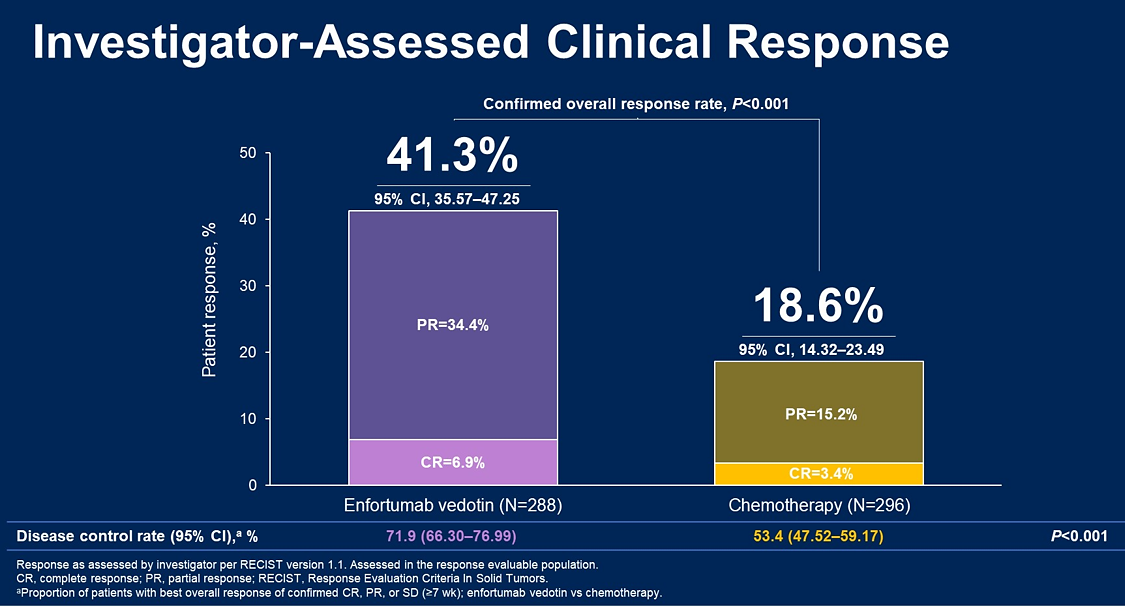 Investigator-Assessed Clinical Response
Confirmed overall response rate, P<0.001
41.3%
95% CI, 35.57–47.25
18.6%
95% CI, 14.32–23.49
Patient response, %
50
40
30
20
10
0
PR=34.4%
CR=6.9%
PR=15.2%
CR=3.4%
Enfortumab vedotin (N=288)
Chemotherapy (N=296)
Disease control rate (95% CI),ᵃ % 71.9 (66.30–76.99) 53.4 (47.52–59.17) P<0.001
Response as assessed by investigator per RECIST version 1.1. Assessed in the response evaluable population.
CR, complete response; PR, partial response; RECIST, Response Evaluation Criteria In Solid Tumors.
ᵃProportion of patients with best overall response of confirmed CR, PR, or SD (≥7 wk); enfortumab vedotin vs chemotherapy.